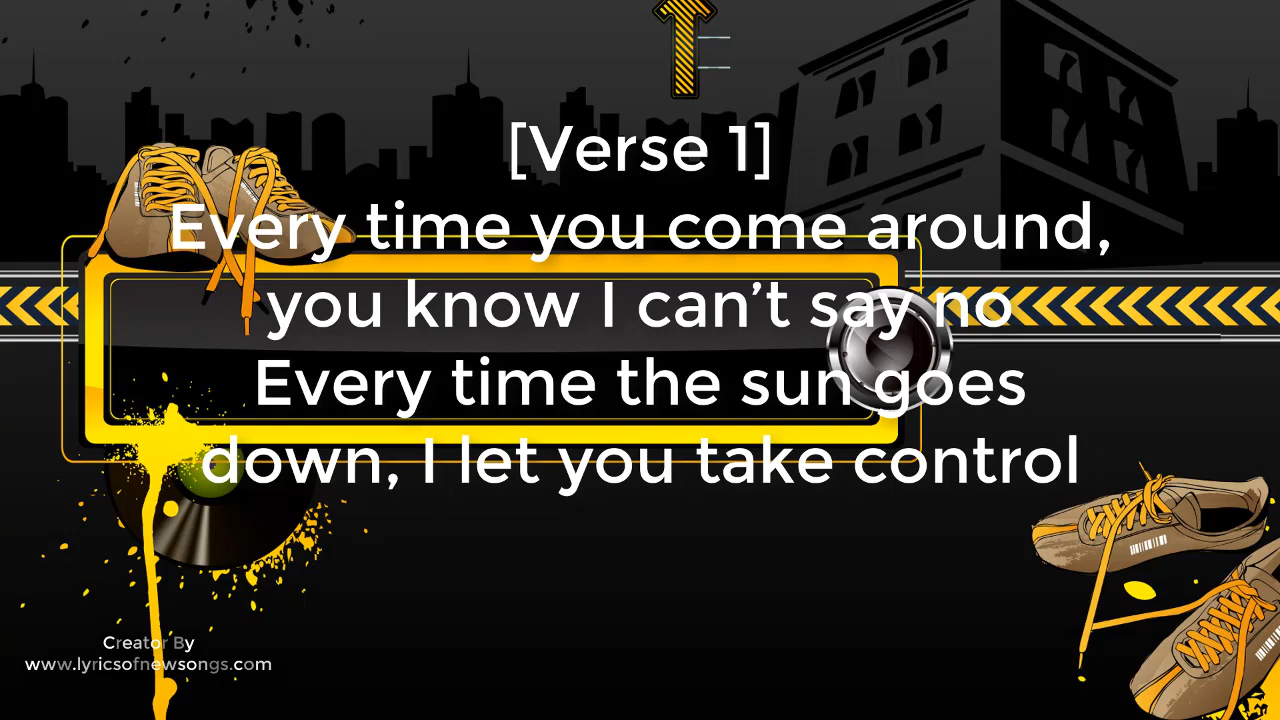 [Verse 1]
Every time you come around,
you know I can’t say no
Every time the sun goes
down, I let you take control
Creator By
www.lyricsofnewsongs.com